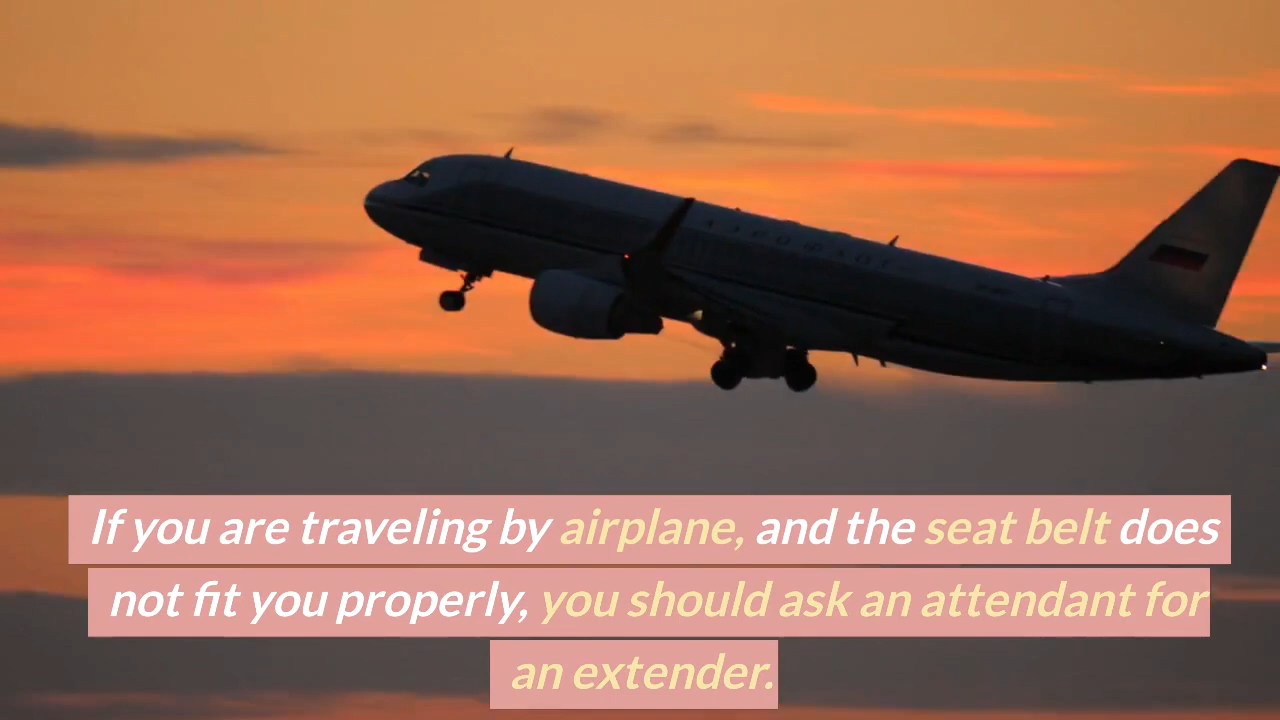 If you are traveling by airplane, and the seat belt does
not fit you properly, you should ask an attendant for
an extender.